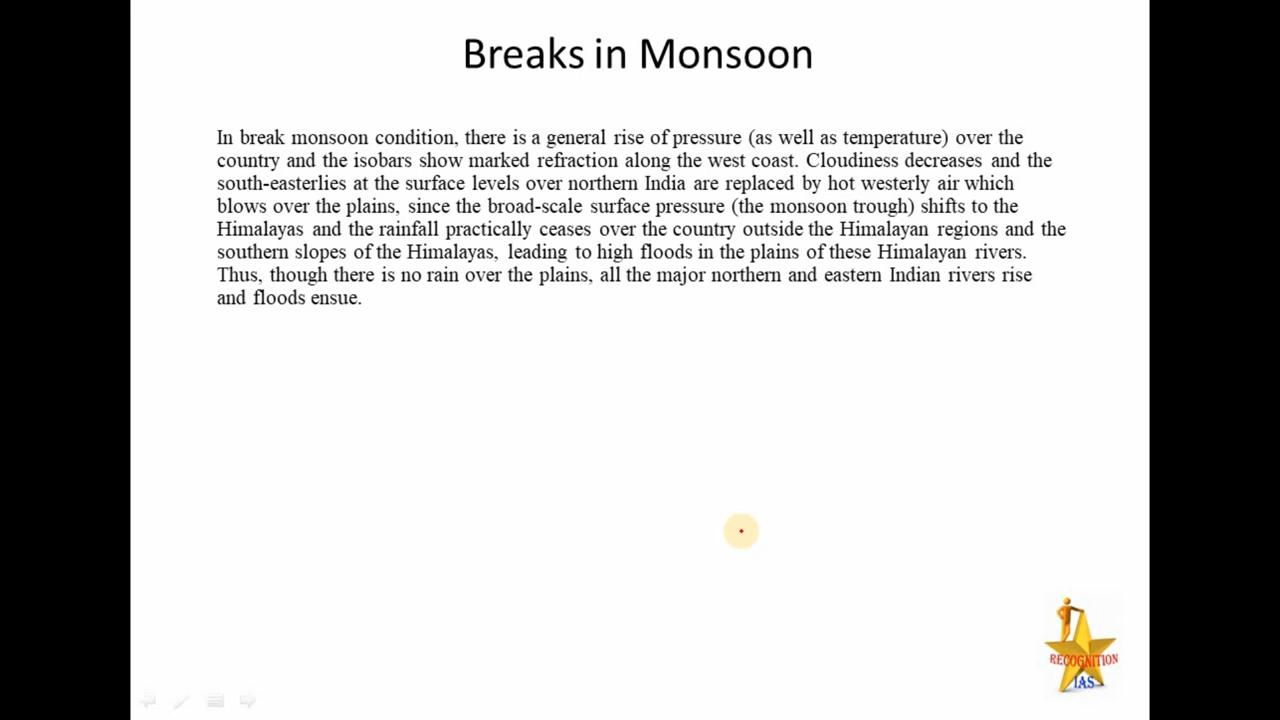 Breaks in Monsoon
In break monsoon condition, there is a general rise of pressure (as well as temperature) over the
country and the isobars show marked refraction along the west coast. Cloudiness decreases and the
south-easterlies at the surface levels over northern India are replaced by hot westerly air which
blows over the plains, since the broad-scale surface pressure (the monsoon trough) shifts to the
Himalayas and the rainfall practically ceases over the country outside the Himalayan regions and the
southern slopes of the Himalayas, leading to high floods in the plains of these Himalayan rivers.
Thus, though there is no rain over the plains, all the major northern and eastern Indian rivers rise
and floods ensue.
RECOGNITION
IAS